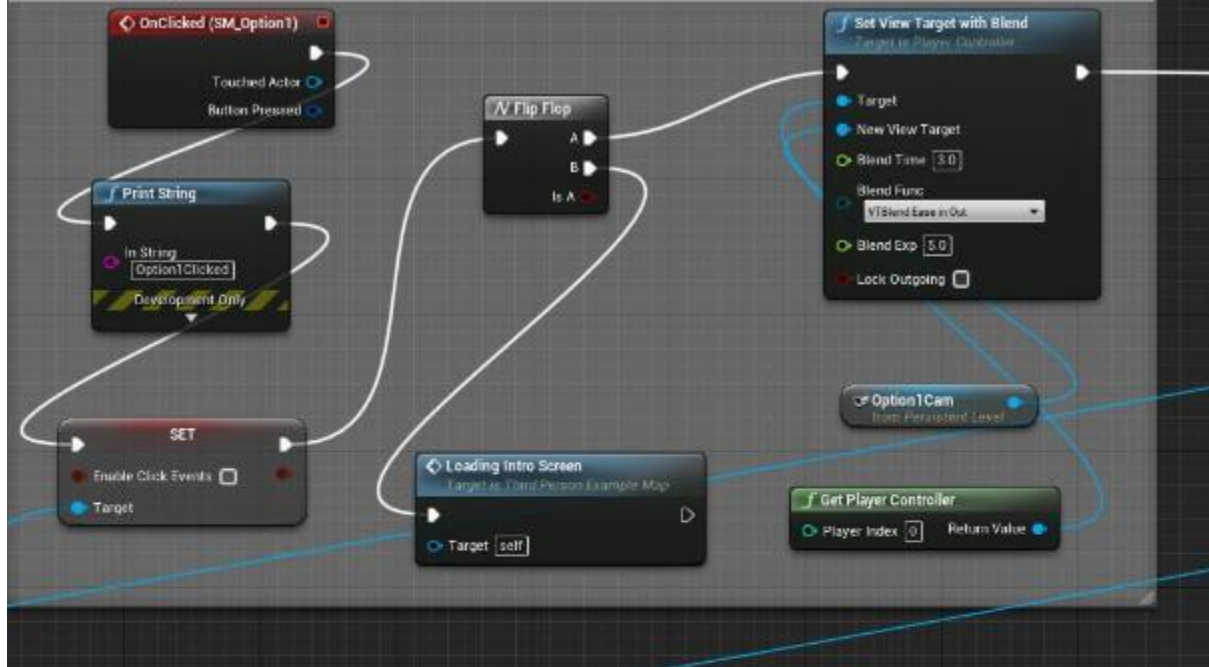 OnClicked (SM_Option1)
Touched Actor
Button Pressed
Print String
In String
Option1Clicked
Development Only
SET
Enable Click Events
Target
Flip Flop
A
B
Is A
Loading Intro Screen
Target is Third Person Example Map
Target self
Set View Target with Blend
Target is Player Controller
Target
New View Target
Blend Time 3.0
Blend Func
VTBlend Ease in Out
Blend Exp 5.0
Lock Outgoing
Option1Cam
from Persistent Level
Get Player Controller
Player Index 0 Return Value